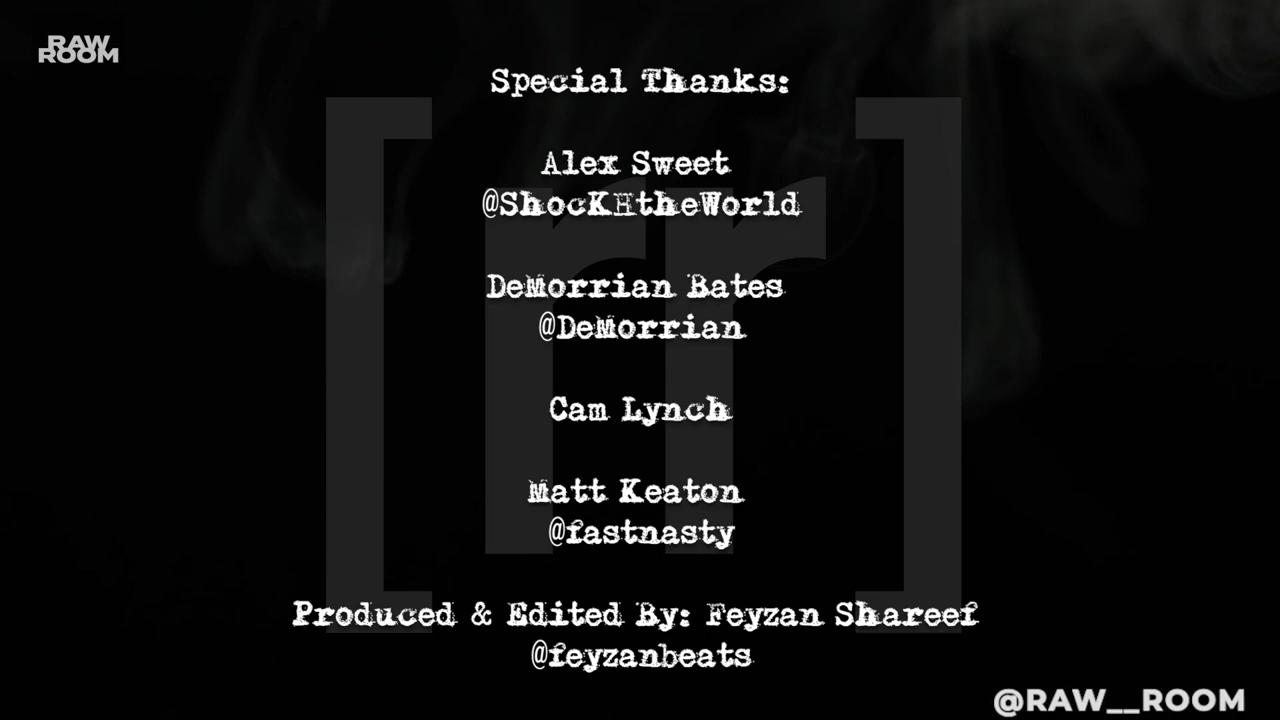 RAW
ROOM
Special Thanks:
Alex Sweet
@ShocKHtheWorld
DeMorrian Bates
@DeMorrian
Cam Lynch
Matt Keaton
@fastnasty
Produced & Edited By: Feyzan Shareef
@feyzanbeats
@RAW__ROOM
[rr]